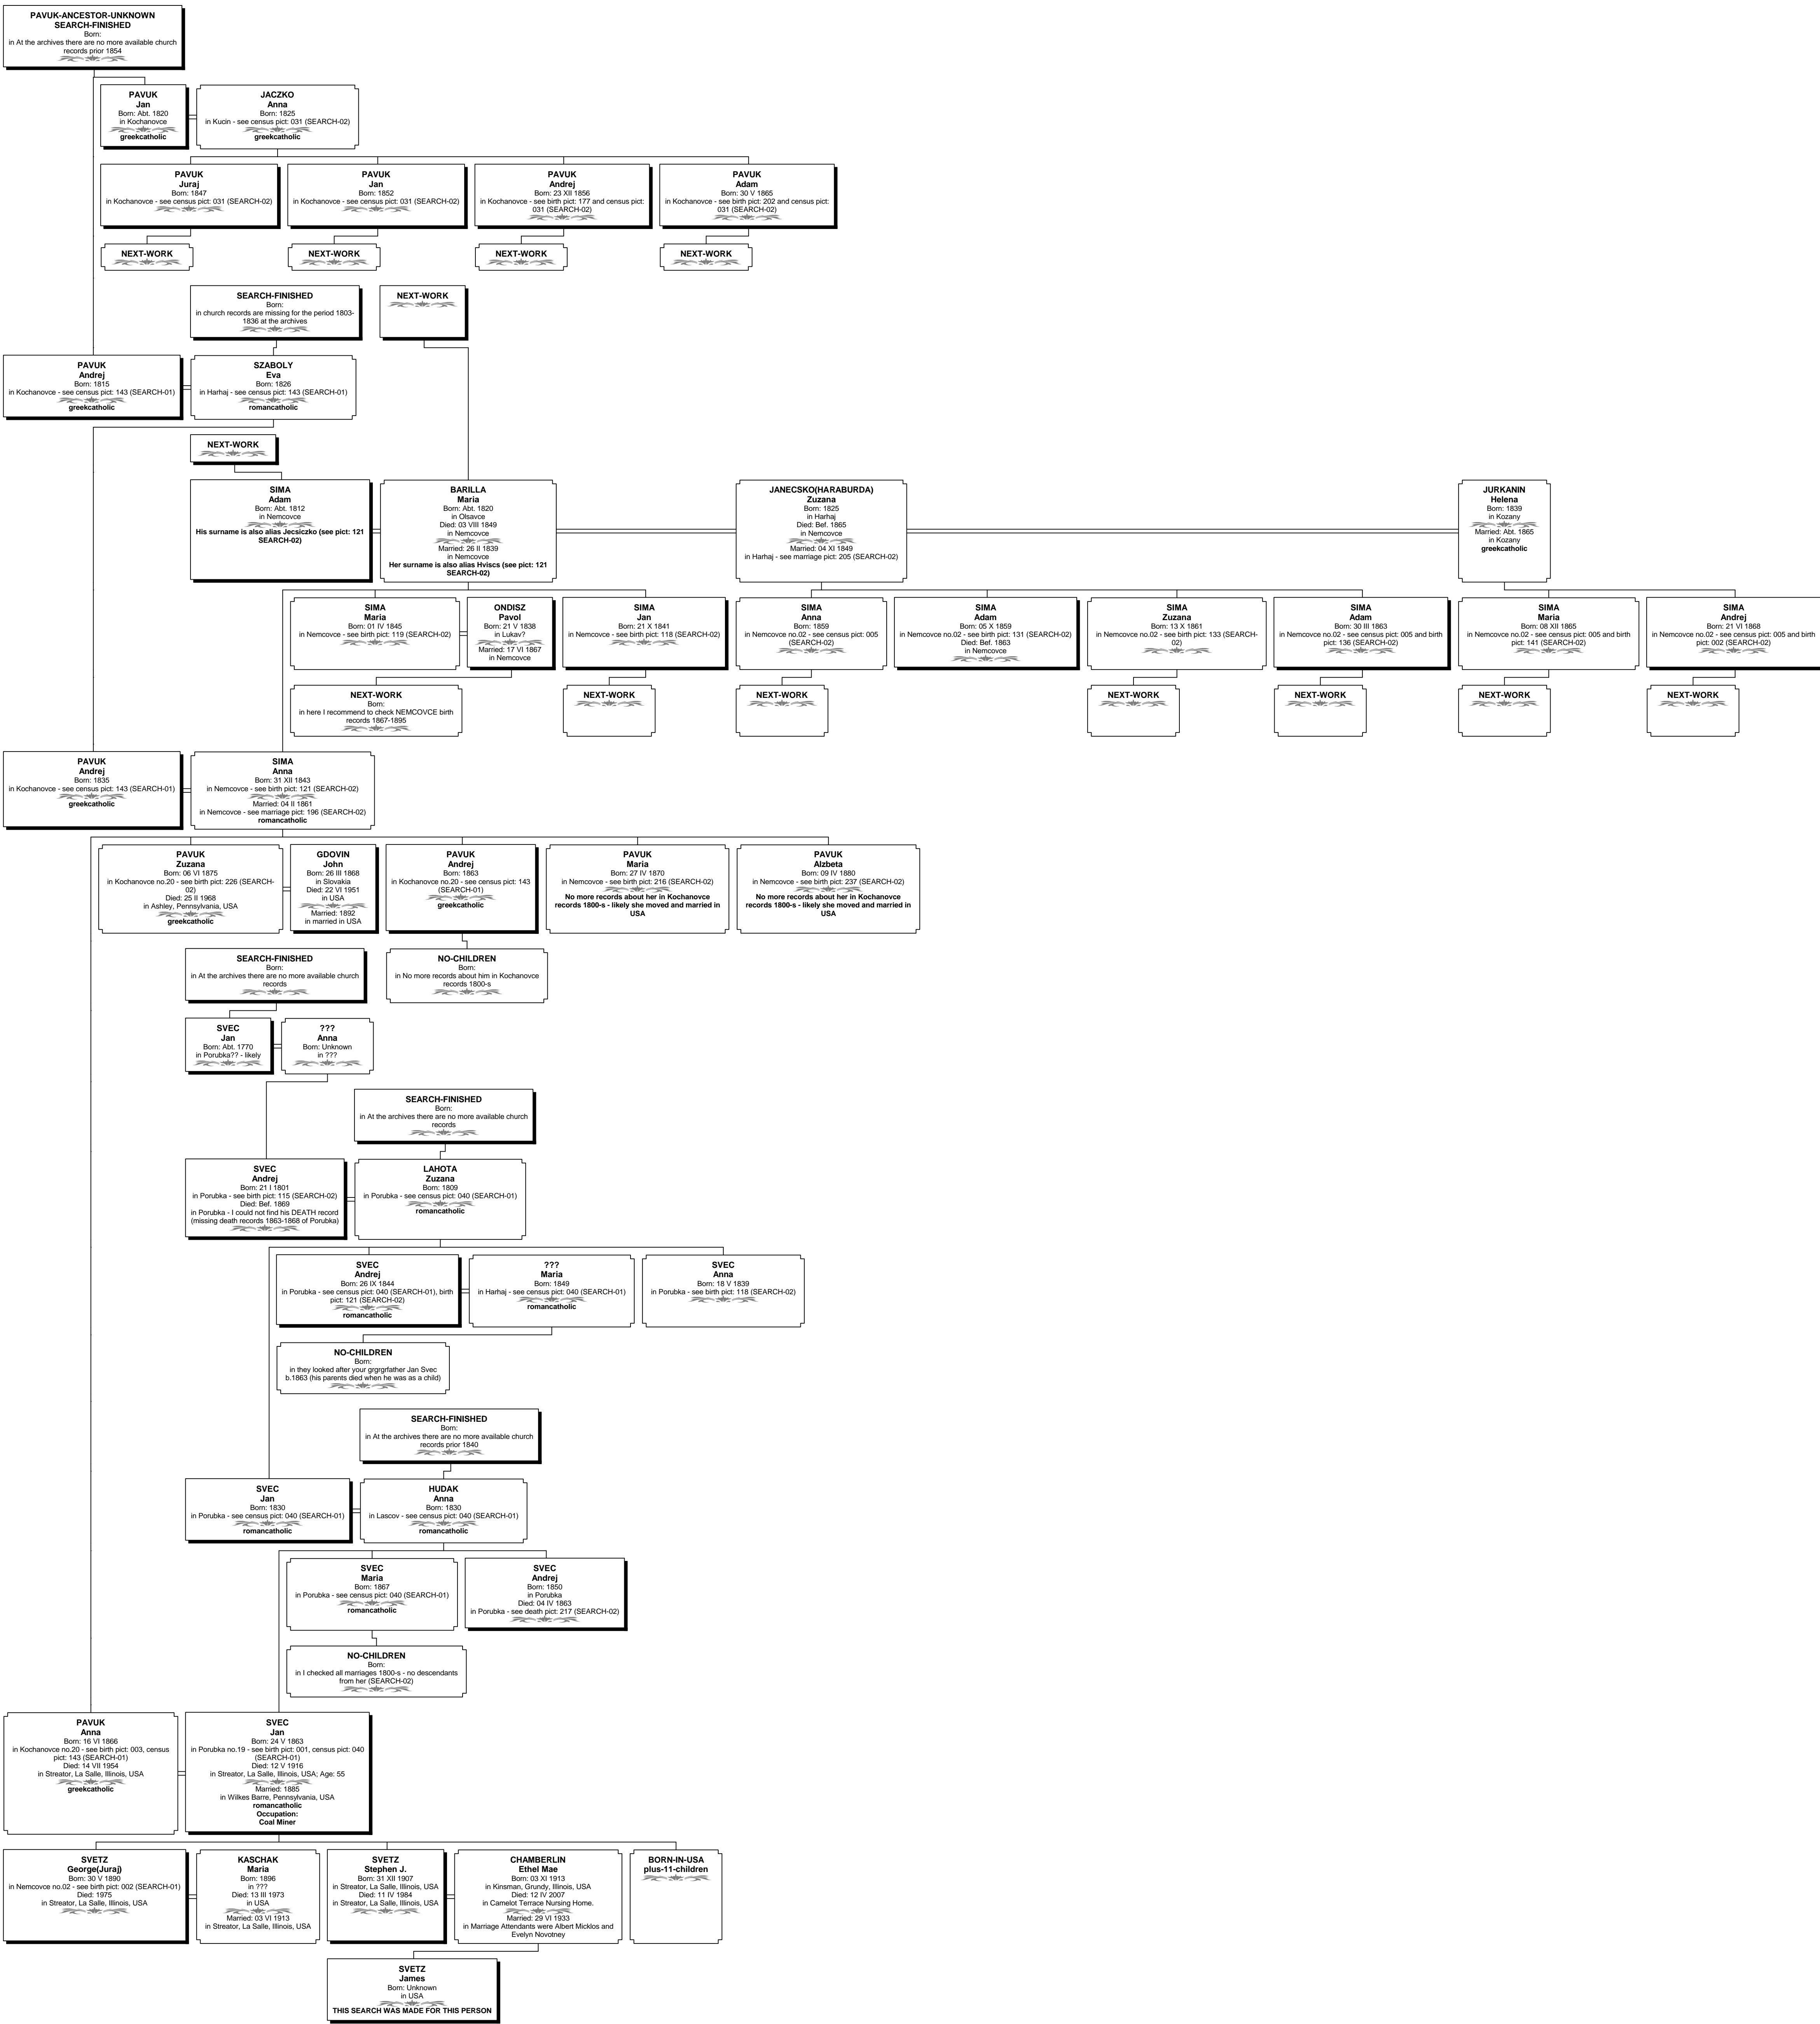 PAVUK-ANCESTOR-UNKNOWN
SEARCH-FINISHED
Born:
in At the archives there are no more available church
records prior 1854
PAVUK
Jan
Born: Abt. 1820
in Kochanovce
greekcatholic
JACZKO
Anna
Born: 1825
in Kucin - see census pict: 031 (SEARCH-02)
greekcatholic
PAVUK
Juraj
Born: 1847
in Kochanovce - see census pict: 031 (SEARCH-02)
PAVUK
Jan
Born: 1852
in Kochanovce - see census pict: 031 (SEARCH-02)
PAVUK
Andrej
Born: 23 XII 1856
in Kochanovce - see birth pict: 177 and census pict:
031 (SEARCH-02)
PAVUK
Adam
Born: 30 V 1865
in Kochanovce - see birth pict: 202 and census pict:
031 (SEARCH-02)
NEXT-WORK
NEXT-WORK
NEXT-WORK
NEXT-WORK
SEARCH-FINISHED
Born:
in church records are missing for the period 1803-
1836 at the archives
NEXT-WORK
PAVUK
Andrej
Born: 1815
in Kochanovce - see census pict: 143 (SEARCH-01)
greekcatholic
SZABOLY
Eva
Born: 1826
in Harhaj - see census pict: 143 (SEARCH-01)
romancatholic
NEXT-WORK
SIMA
Adam
Born: Abt. 1812
in Nemcovce
His surname is also alias Jecsiczko (see pict: 121
SEARCH-02)
BARILLA
Maria
Born: Abt. 1820
in Olsavce
Died: 03 VIII 1849
in Nemcovce
Married: 26 II 1839
in Nemcovce
Her surname is also alias Hviscs (see pict: 121
SEARCH-02)
JANECSKO(HARABURDA)
Zuzana
Born: 1825
in Harhaj
Died: Bef. 1865
in Nemcovce
Married: 04 XI 1849
in Harhaj - see marriage pict: 205 (SEARCH-02)
JURKANIN
Helena
Born: 1839
in Kozany
Married: Abt. 1865
in Kozany
greekcatholic
SIMA
Maria
Born: 01 IV 1845
in Nemcovce - see birth pict: 119 (SEARCH-02)
ONDISZ
Pavol
Born: 21 V 1838
in Lukav?
Married: 17 VI 1867
in Nemcovce
SIMA
Jan
Born: 21 X 1841
in Nemcovce - see birth pict: 118 (SEARCH-02)
SIMA
Anna
Born: 1859
in Nemcovce no.02 - see census pict: 005
(SEARCH-02)
SIMA
Adam
Born: 05 X 1859
in Nemcovce no.02 - see birth pict: 131 (SEARCH-02)
Died: Bef. 1863
in Nemcovce
SIMA
Zuzana
Born: 13 X 1861
in Nemcovce no.02 - see birth pict: 133 (SEARCH-
02)
SIMA
Adam
Born: 30 III 1863
in Nemcovce no.02 - see census pict: 005 and birth
pict: 136 (SEARCH-02)
SIMA
Maria
Born: 08 XII 1865
in Nemcovce no.02 - see census pict: 005 and birth
pict: 141 (SEARCH-02)
SIMA
Andrej
Born: 21 VI 1868
in Nemcovce no.02 - see census pict: 005 and birth
pict: 002 (SEARCH-02)
NEXT-WORK
Born:
in here I recommend to check NEMCOVCE birth
records 1867-1895
NEXT-WORK
NEXT-WORK
NEXT-WORK
NEXT-WORK
NEXT-WORK
NEXT-WORK
PAVUK
Andrej
Born: 1835
in Kochanovce - see census pict: 143 (SEARCH-01)
greekcatholic
SIMA
Anna
Born: 31 XII 1843
in Nemcovce - see birth pict: 121 (SEARCH-02)
Married: 04 II 1861
in Nemcovce - see marriage pict: 196 (SEARCH-02)
romancatholic
PAVUK
Zuzana
Born: 06 VI 1875
in Kochanovce no.20 - see birth pict: 226 (SEARCH-
02)
Died: 25 II 1968
in Ashley, Pennsylvania, USA
greekcatholic
GDOVIN
John
Born: 26 III 1868
in Slovakia
Died: 22 VI 1951
in USA
Married: 1892
in married in USA
PAVUK
Andrej
Born: 1863
in Kochanovce no.20 - see census pict: 143
(SEARCH-01)
greekcatholic
PAVUK
Maria
Born: 27 IV 1870
in Nemcovce - see birth pict: 216 (SEARCH-02)
No more records about her in Kochanovce
records 1800-s - likely she moved and married in
USA
PAVUK
Alzbeta
Born: 09 IV 1880
in Nemcovce - see birth pict: 237 (SEARCH-02)
No more records about her in Kochanovce
records 1800-s - likely she moved and married in
USA
SEARCH-FINISHED
Born:
in At the archives there are no more available church
records
NO-CHILDREN
Born:
in No more records about him in Kochanovce
records 1800-s
SVEC
Jan
Born: Abt. 1770
in Porubka?? - likely
???
Anna
Born: Unknown
in ???
SEARCH-FINISHED
Born:
in At the archives there are no more available church
records
SVEC
Andrej
Born: 21 I 1801
in Porubka - see birth pict: 115 (SEARCH-02)
Died: Bef. 1869
in Porubka - I could not find his DEATH record
(missing death records 1863-1868 of Porubka)
LAHOTA
Zuzana
Born: 1809
in Porubka - see census pict: 040 (SEARCH-01)
romancatholic
SVEC
Andrej
Born: 26 IX 1844
in Porubka - see census pict: 040 (SEARCH-01), birth
pict: 121 (SEARCH-02)
romancatholic
???
Maria
Born: 1849
in Harhaj - see census pict: 040 (SEARCH-01)
romancatholic
SVEC
Anna
Born: 18 V 1839
in Porubka - see birth pict: 118 (SEARCH-02)
NO-CHILDREN
Born:
in they looked after your grgrgrfather Jan Svec
b.1863 (his parents died when he was as a child)
SEARCH-FINISHED
Born:
in At the archives there are no more available church
records prior 1840
SVEC
Jan
Born: 1830
in Porubka - see census pict: 040 (SEARCH-01)
romancatholic
HUDAK
Anna
Born: 1830
in Lascov - see census pict: 040 (SEARCH-01)
romancatholic
SVEC
Maria
Born: 1867
in Porubka - see census pict: 040 (SEARCH-01)
romancatholic
SVEC
Andrej
Born: 1850
in Porubka
Died: 04 IV 1863
in Porubka - see death pict: 217 (SEARCH-02)
NO-CHILDREN
Born:
in I checked all marriages 1800-s - no descendants
from her (SEARCH-02)
PAVUK
Anna
Born: 16 VI 1866
in Kochanovce no.20 - see birth pict: 003, census
pict: 143 (SEARCH-01)
Died: 14 VII 1954
in Streator, La Salle, Illinois, USA
greekcatholic
SVEC
Jan
Born: 24 V 1863
in Porubka no.19 - see birth pict: 001, census pict: 040
(SEARCH-01)
Died: 12 V 1916
in Streator, La Salle, Illinois, USA; Age: 55
Married: 1885
in Wilkes Barre, Pennsylvania, USA
romancatholic
Occupation:
Coal Miner
SVETZ
George(Juraj)
Born: 30 V 1890
in Nemcovce no.02 - see birth pict: 002 (SEARCH-01)
Died: 1975
in Streator, La Salle, Illinois, USA
KASCHAK
Maria
Born: 1896
in ???
Died: 13 III 1973
in USA
Married: 03 VI 1913
in Streator, La Salle, Illinois, USA
SVETZ
Stephen J.
Born: 31 XII 1907
in Streator, La Salle, Illinois, USA
Died: 11 IV 1984
in Streator, La Salle, Illinois, USA
CHAMBERLIN
Ethel Mae
Born: 03 XI 1913
in Kinsman, Grundy, Illinois, USA
Died: 12 IV 2007
in Camelot Terrace Nursing Home.
Married: 29 VI 1933
in Marriage Attendants were Albert Micklos and
Evelyn Novotney
BORN-IN-USA
plus-11-children
SVETZ
James
Born: Unknown
in USA
THIS SEARCH WAS MADE FOR THIS PERSON